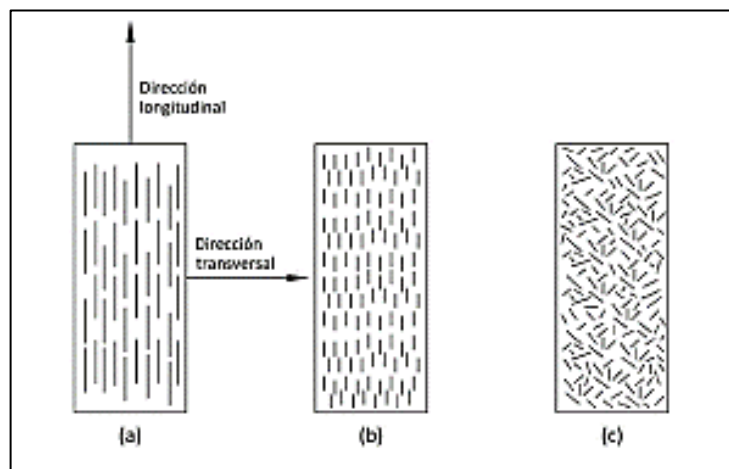 Dirección
longitudinal
Dirección
transversal
(a)
(b)
(c)